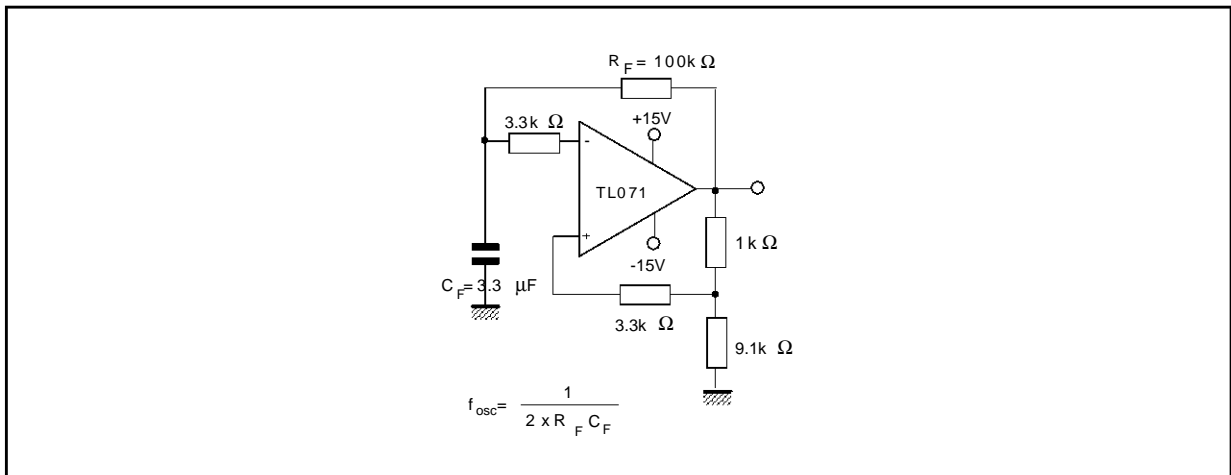 R F = 100k Ω
3.3k Ω
+15V
-
TL071
+
-15V
1k Ω
C F = 3.3 μF
3.3k Ω
9.1k Ω
f osc = 1
2 x R F C F